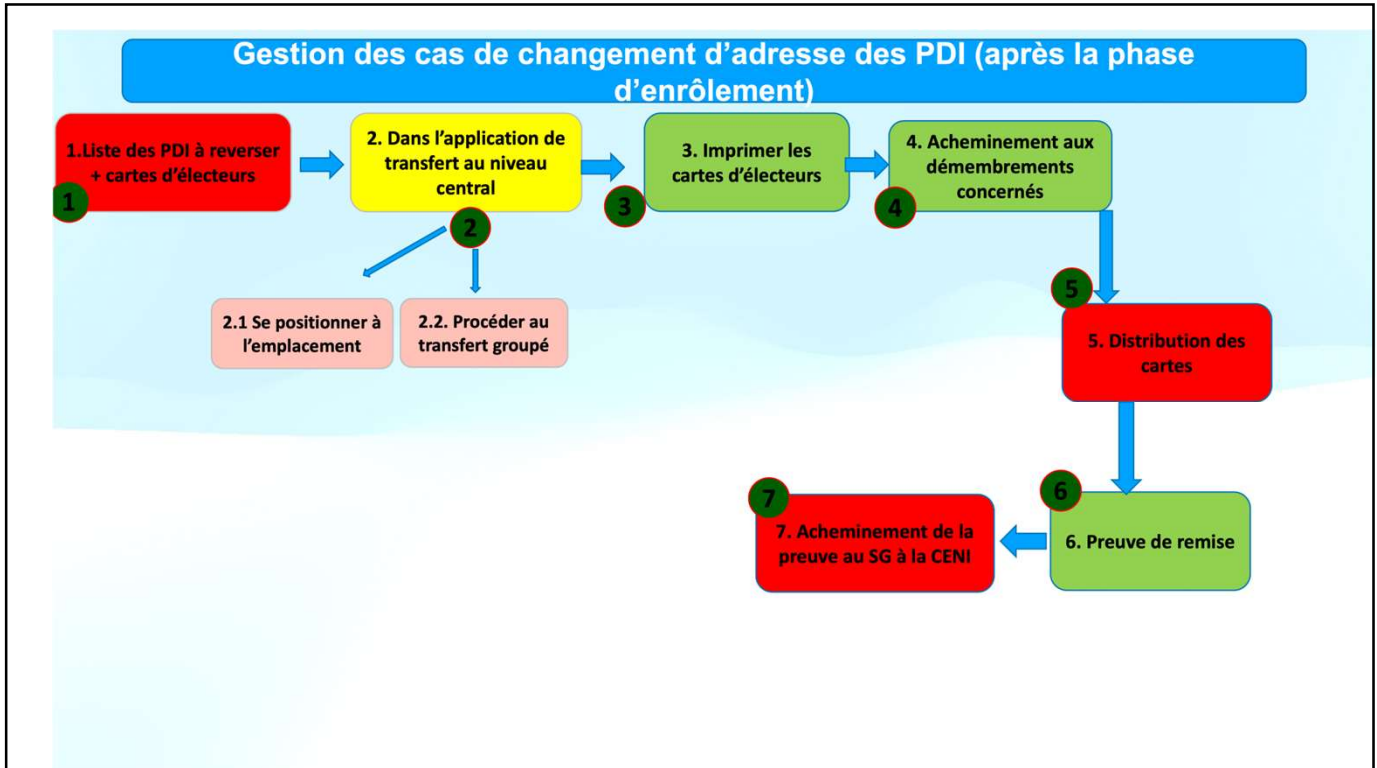 Gestion des cas de changement d'adresse des PDI (après la phase
d'enrôlement)
1.Liste des PDI à reverser
+ cartes d'électeurs
1
2. Dans l'application de
transfert au niveau
central
2
3. Imprimer les
cartes d'électeurs
3
4. Acheminement aux
démembrements
concernés
4
2.1 Se positionner à
l'emplacement
2.2. Procéder au
transfert groupé
5
5. Distribution des
cartes
6
6. Preuve de remise
7
7. Acheminement de la
preuve au SG à la CENI